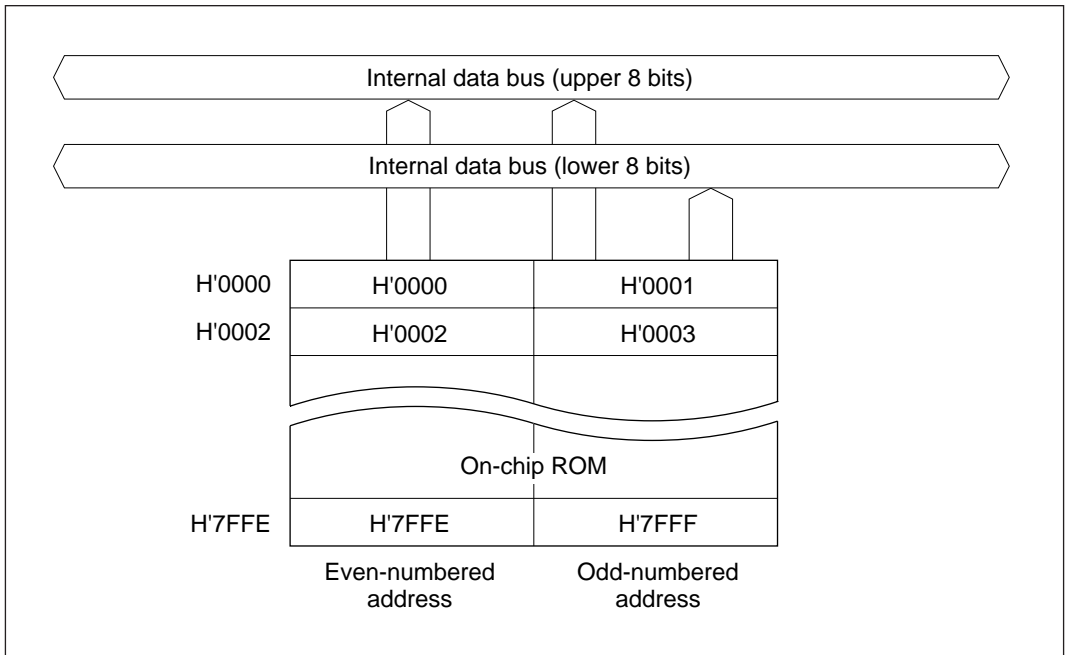 Internal data bus (upper 8 bits)
Internal data bus (lower 8 bits)
H'0000 H'0000 H'0001
H'0002 H'0002 H'0003
On-chip ROM
H'7FFE H'7FFE H'7FFF
Even-numbered address
Odd-numbered address